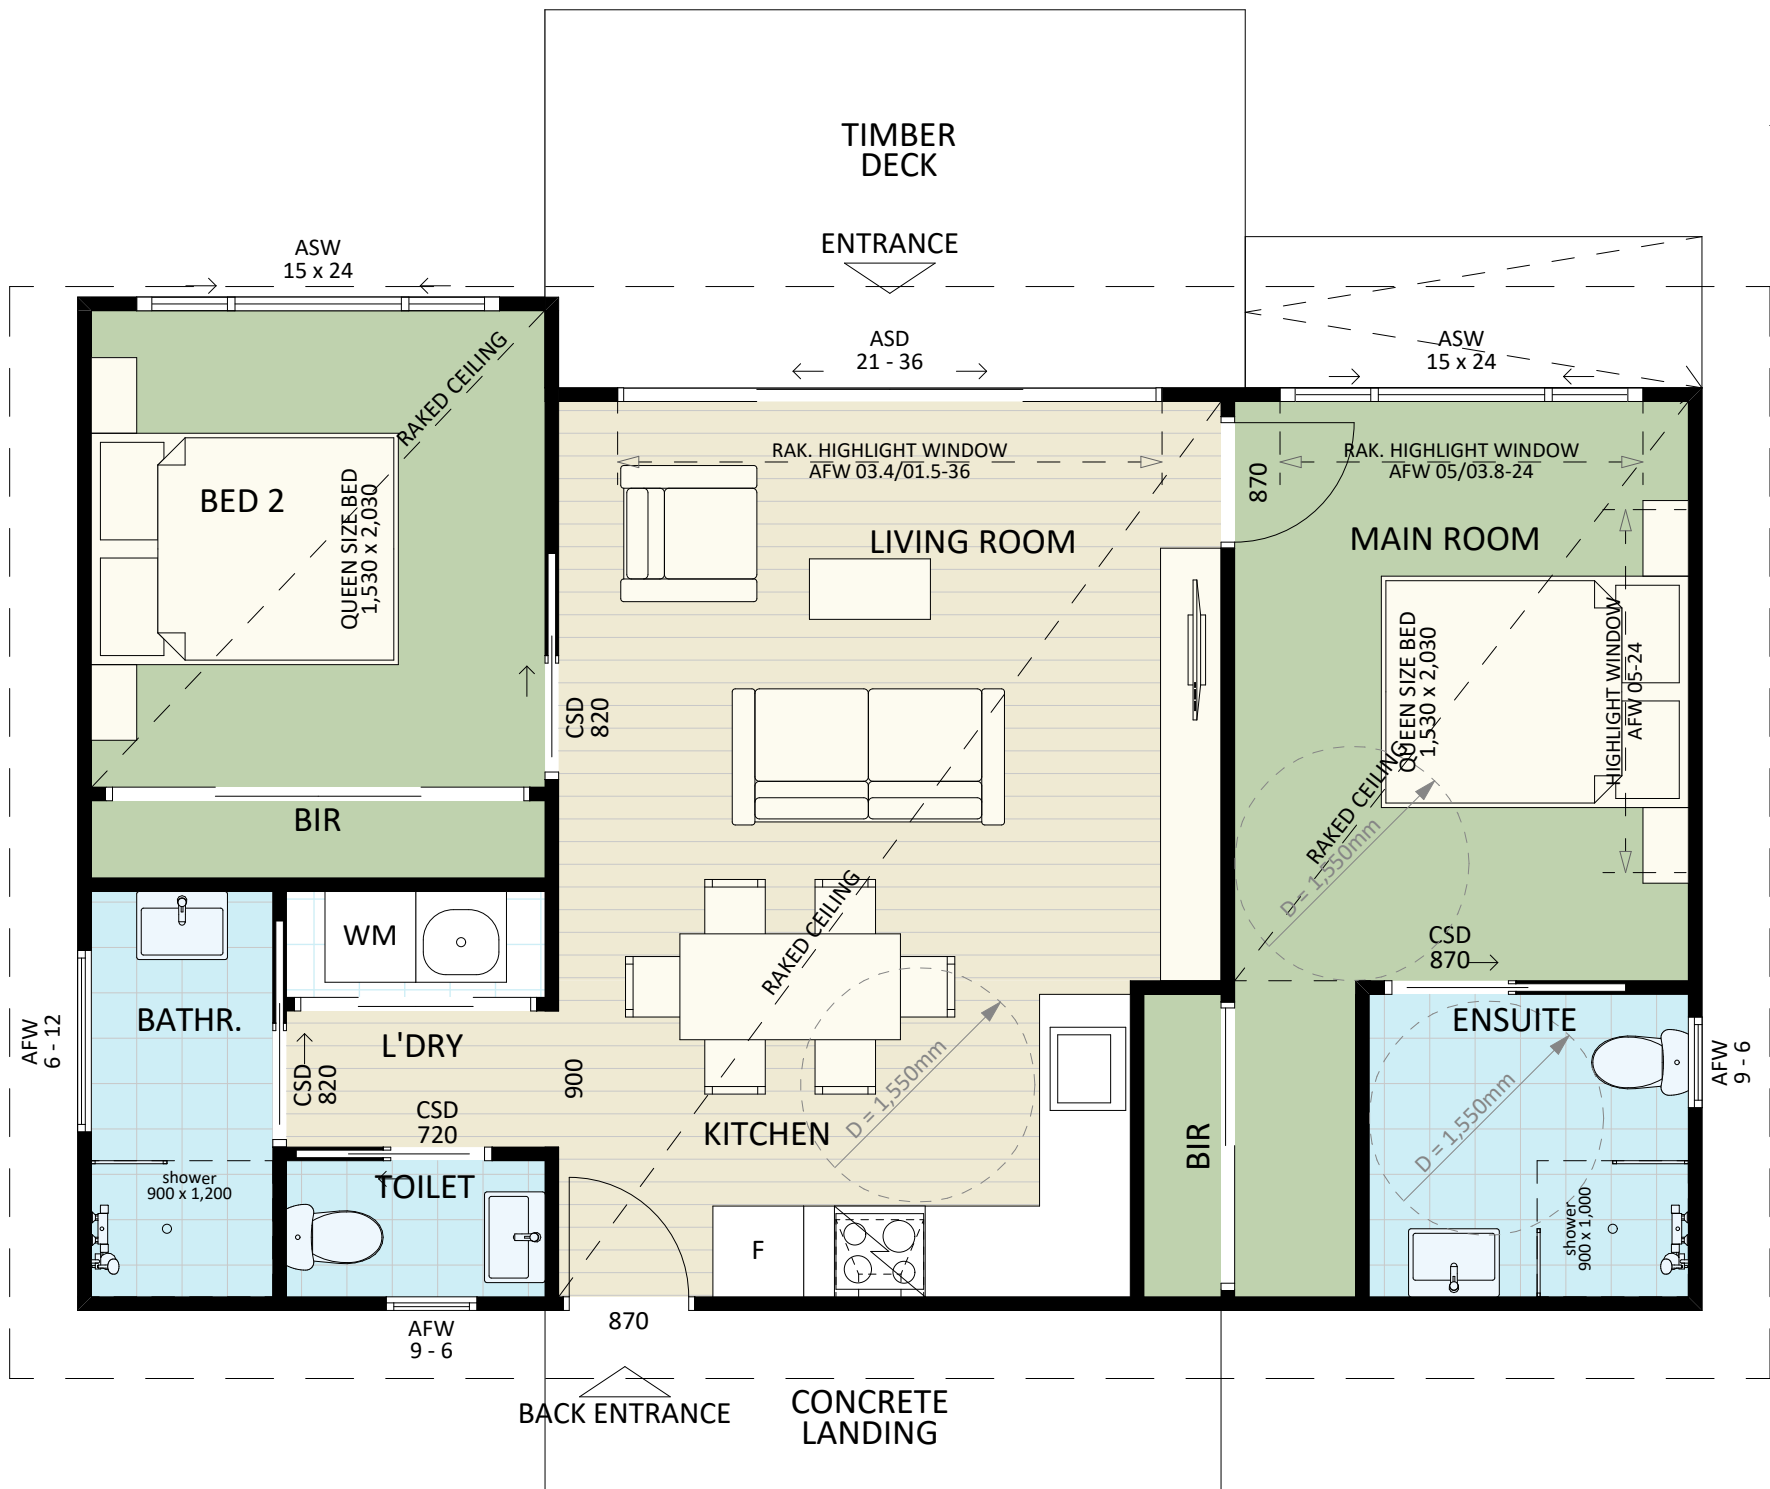 TIMBER
DECK
ENTRANCE
ASW
15 x 24
ASD
21 - 36
ASW
15 x 24
RAKED CEILING
RAK. HIGHLIGHT WINDOW
AFW 03.4/01.5-36
870
RAK. HIGHLIGHT WINDOW
AFW 05/03.8-24
BED 2
QUEEN SIZE BED
1,530 x 2,030
LIVING ROOM
MAIN ROOM
QUEEN SIZE BED
1,530 x 2,030
HIGHLIGHT WINDOW
AFW 05-24
CSD
820
RAKED CEILING
D = 1,550mm
BIR
RAKED CEILING
WM
CSD
870
AFW
6 - 12
BATHR.
L'DRY
CSD
820
900
CSD
720
KITCHEN
D = 1,550mm
BIR
ENSUITE
D = 1,550mm
AFW
9 - 6
shower
900 x 1,200
TOILET
F
shower
900 x 1,000
AFW
9 - 6
870
BACK ENTRANCE
CONCRETE
LANDING